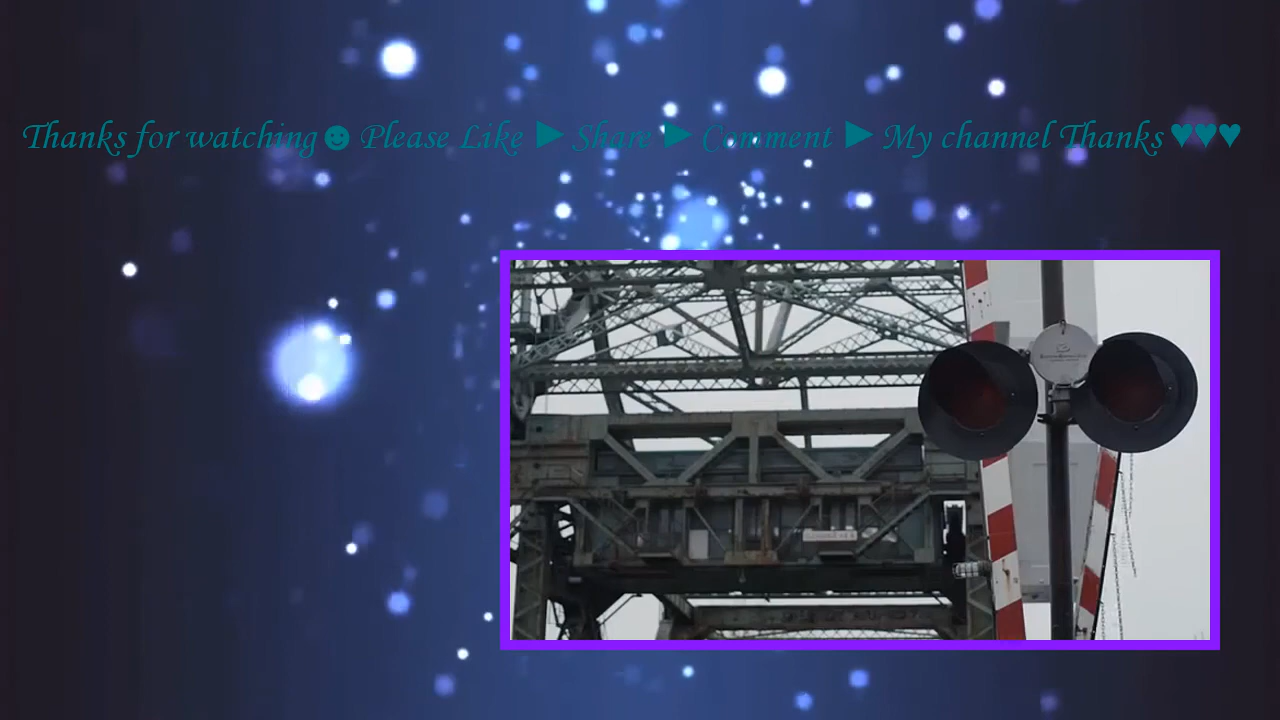 Thanks for watching☻Please Like ► Share ► Comment ► My channel Thanks ♥♥♥